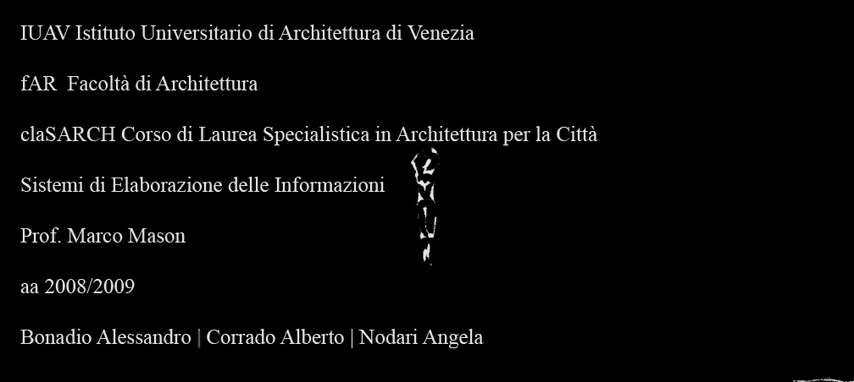 IUAV Istituto Universitario di Architettura di Venezia
fAR  Facoltà di Architettura
claSARCH Corso di Laurea Specialistica in Architettura per la Città
Sistemi di Elaborazione delle Informazioni
Prof. Marco Mason
aa 2008/2009
Bonadio Alessandro | Corrado Alberto | Nodari Angela